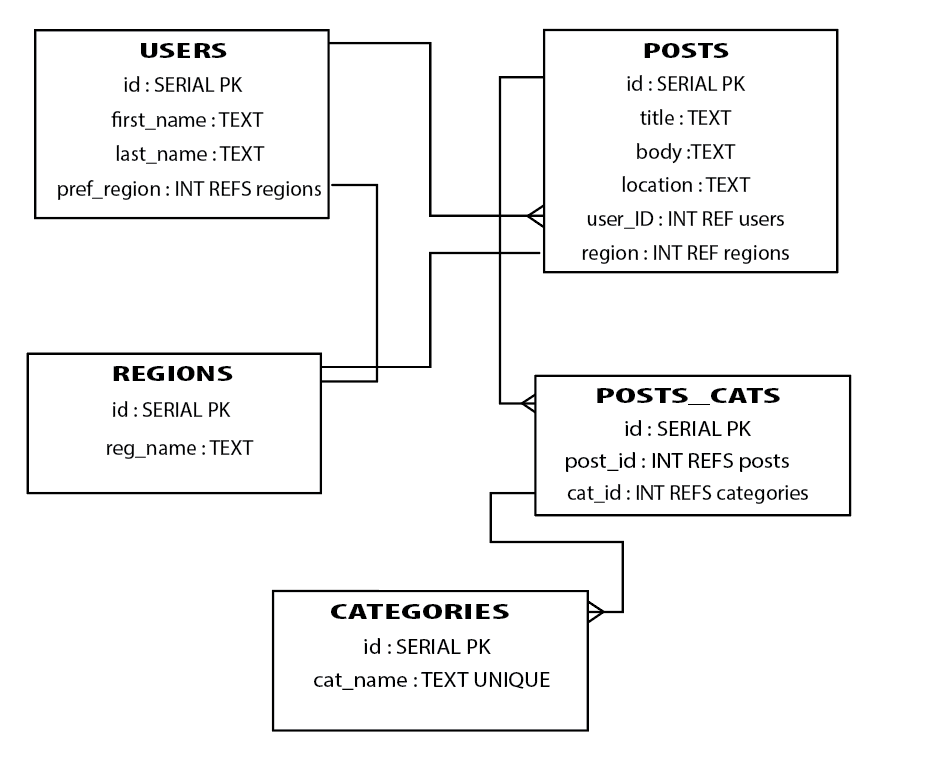 USERS
id : SERIAL PK
first_name : TEXT
last_name : TEXT
pref_region : INT REFS regions
POSTS
id : SERIAL PK
title : TEXT
body :TEXT
location : TEXT
user_ID : INT REF users
region : INT REF regions
REGIONS
id : SERIAL PK
reg_name : TEXT
POSTS_CATS
id : SERIAL PK
post_id : INT REFS posts
cat_id : INT REFS categories
CATEGORIES
id : SERIAL PK
cat_name : TEXT UNIQUE